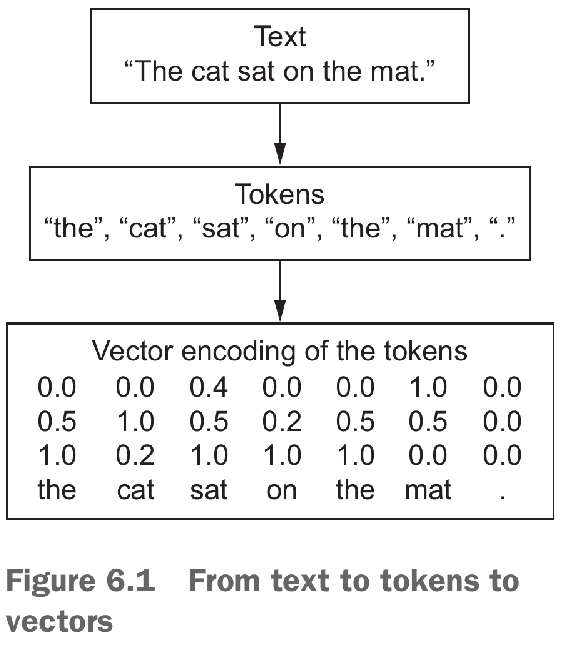 Text
“The cat sat on the mat.”
Tokens
“the”, “cat”, “sat”, “on”, “the”, “mat”, “.”
Vector encoding of the tokens
0.0 0.0 0.4 0.0 0.0 1.0 0.0
0.5 1.0 0.5 0.2 0.5 0.5 0.0
1.0 0.2 1.0 1.0 1.0 0.0 0.0
the cat sat on the mat .
Figure 6.1 From text to tokens to
vectors